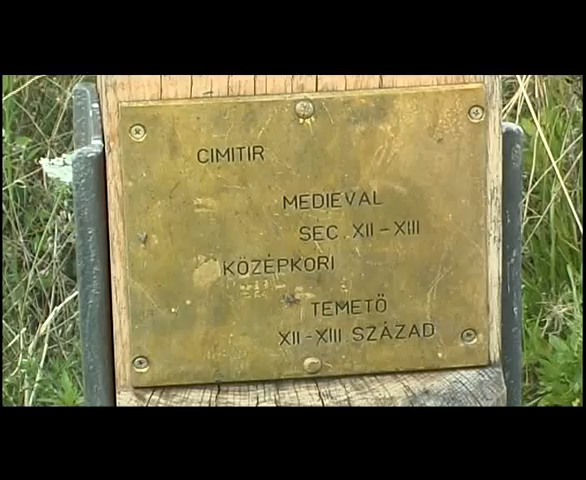 CIMITIR
MEDIEVAL
SEC. XII-XIII
KÖZÉPKORI
TEMETŐ
XII-XIII SZÁZAD